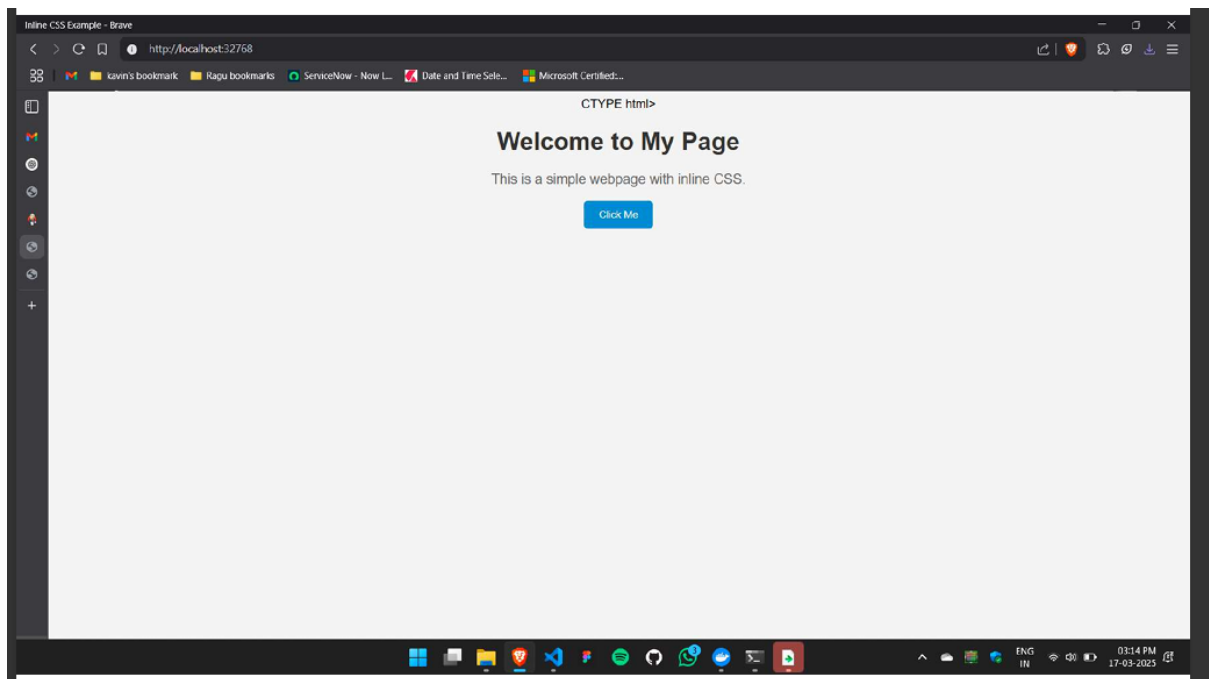 Inline CSS Example - Brave
http://localhost:32768
kavin's bookmark
Ragu bookmarks
ServiceNow - Now L...
Date and Time Sele...
Microsoft Certified:...
CTYPE html>
Welcome to My Page
This is a simple webpage with inline CSS.
Click Me
ENG
IN
03:14 PM
17-03-2025